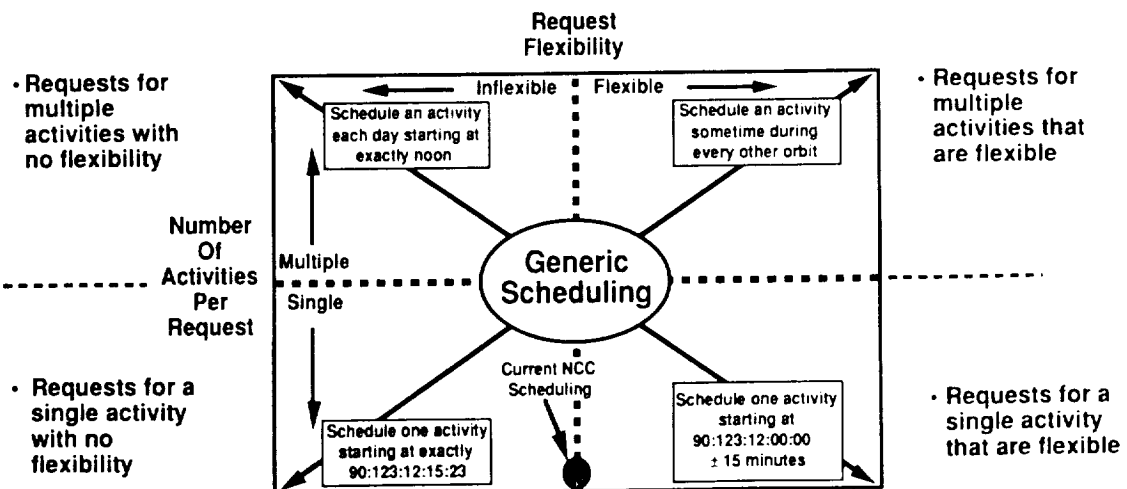 Request
Flexibility
• Requests for
multiple
activities with
no flexibility
Inflexible
Flexible
Schedule an activity
each day starting at
exactly noon
Schedule an activity
sometime during
every other orbit
• Requests for
multiple
activities that
are flexible
Number
Of
Activities
Per
Request
Multiple
Single
Generic
Scheduling
• Requests for a
single activity
with no
flexibility
Schedule one activity
starting at exactly
90:123:12:15:23
Current NCC
Scheduling
Schedule one activity
starting at
90:123:12:00:00
± 15 minutes
• Requests for a
single activity
that are flexible